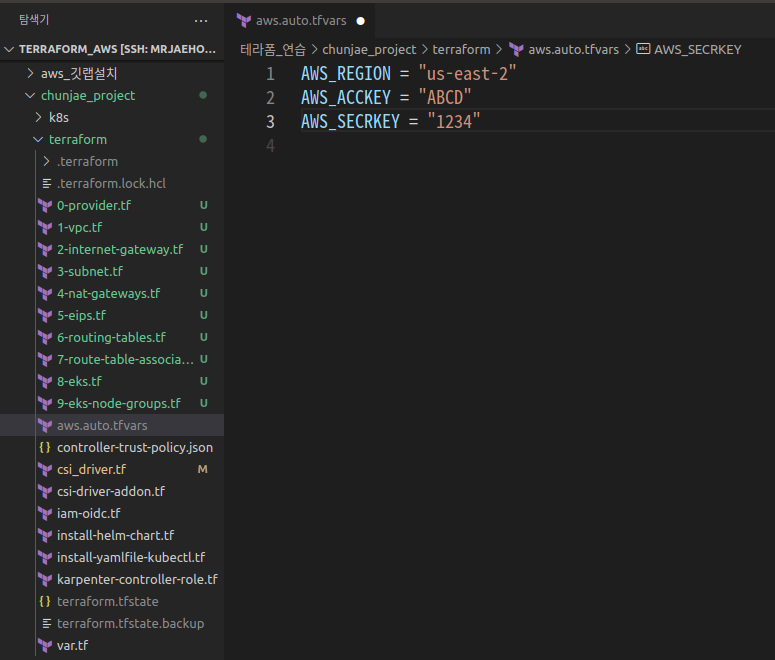 탐색기
···
TERRAFORM_AWS [SSH: MRJAEHO...
aws_깃랩설치
chunjae_project
k8s
terraform
.terraform
.terraform.lock.hcl
0-provider.tf U
1-vpc.tf U
2-internet-gateway.tf U
3-subnet.tf U
4-nat-gateways.tf U
5-eips.tf U
6-routing-tables.tf U
7-route-table-associa... U
8-eks.tf U
9-eks-node-groups.tf U
aws.auto.tfvars
{} controller-trust-policy.json
csi_driver.tf M
csi-driver-addon.tf
iam-oidc.tf
install-helm-chart.tf
install-yamlfile-kubectl.tf
karpenter-controller-role.tf
{} terraform.tfstate
terraform.tfstate.backup
var.tf
aws.auto.tfvars
테라폼_연습 > chunjae_project > terraform > aws.auto.tfvars > abc AWS_SECRKEY
1 AWS_REGION = "us-east-2"
2 AWS_ACCKEY = "ABCD"
3 AWS_SECRKEY = "1234"
4